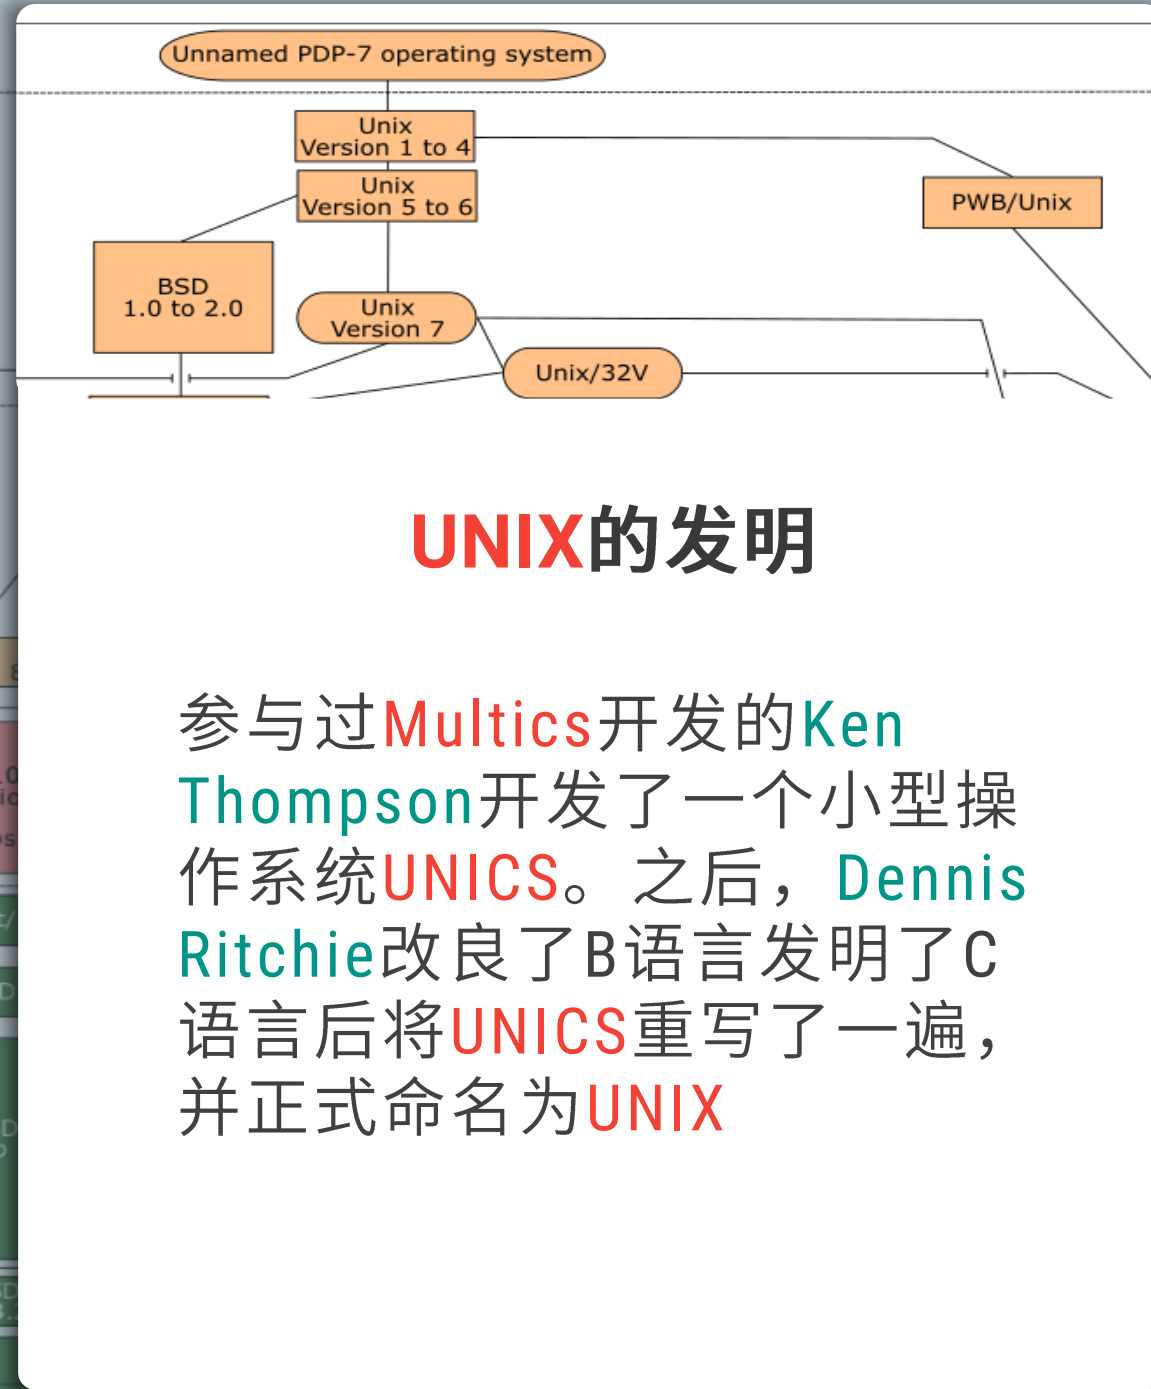 Unnamed PDP-7 operating system
Unix
Version 1 to 4
Unix
Version 5 to 6
PWB/Unix
BSD
1.0 to 2.0
Unix
Version 7
Unix/32V
UNIX的发明
参与过Multics开发的Ken
Thompson开发了一个小型操
作系统UNICS。之后，Dennis
Ritchie改良了B语言发明了C
语言后将UNICS重写了一遍，
并正式命名为UNIX